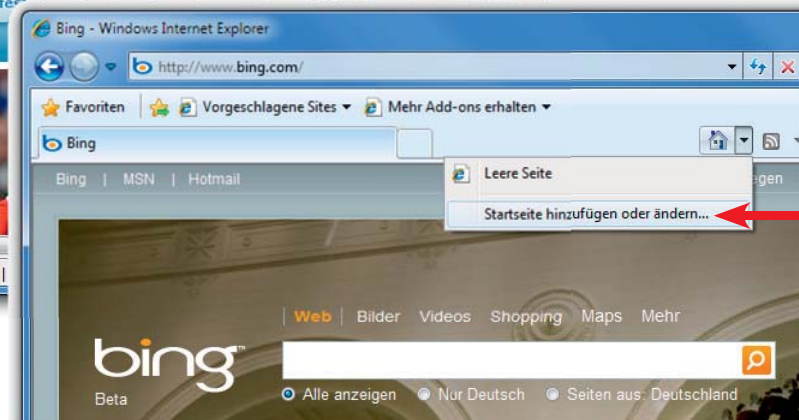 Bing - Windows Internet Explorer
http://www.bing.com/
Favoriten Vorgeschlagene Sites Mehr Add-ons erhalten
Bing
Bing | MSN | Hotmail
Leere Seite
Startseite hinzufügen oder ändern...
Web | Bilder Videos Shopping Maps Mehr
bing™
Beta
Alle anzeigen Nur Deutsch Seiten aus: Deutschland